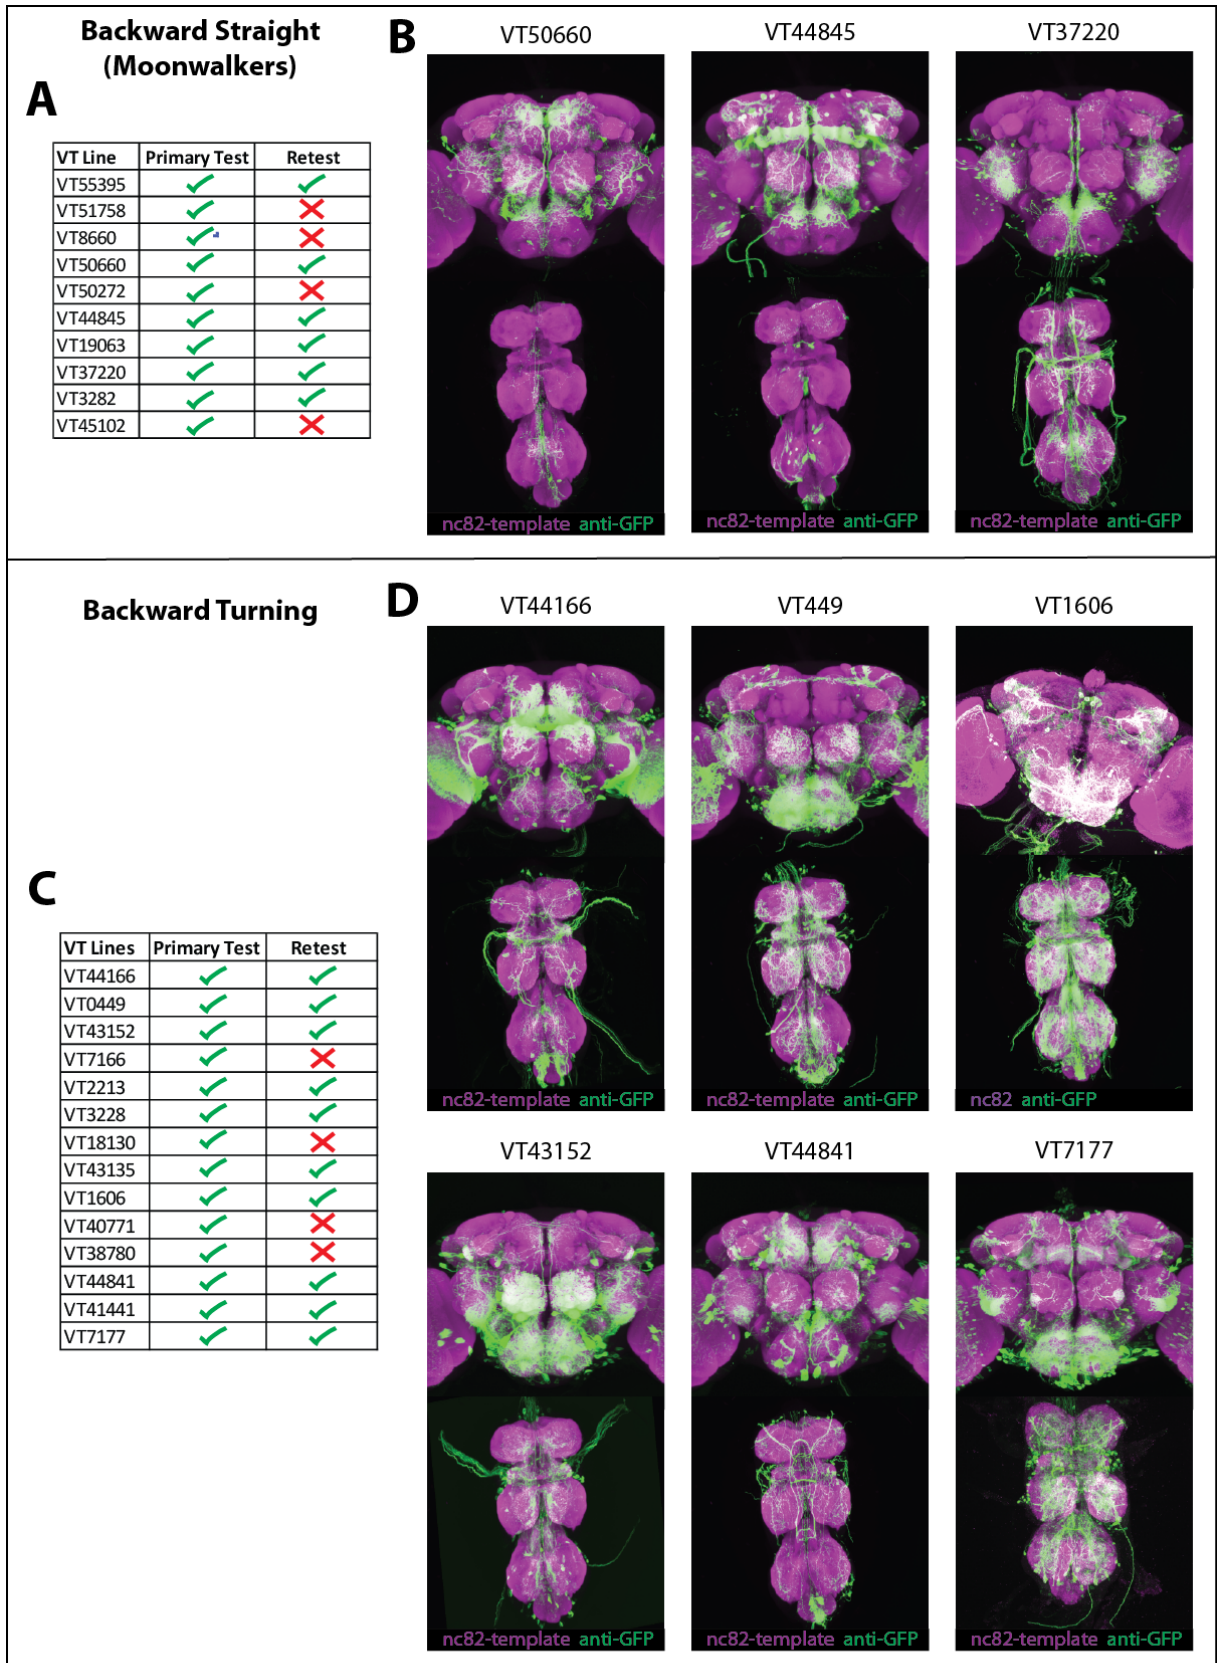 Backward Straight
(Moonwalkers)
A
VT Line Primary Test Retest
VT55395
VT51758
VT8660
VT50660
VT50272
VT44845
VT19063
VT37220
VT3282
VT45102
B
VT50660 VT44845 VT37220
nc82-template anti-GFP nc82-template anti-GFP nc82-template anti-GFP
Backward Turning
C
VT Lines Primary Test Retest
VT44166
VT0449
VT43152
VT7166
VT2213
VT3228
VT18130
VT43135
VT1606
VT40771
VT38780
VT44841
VT41441
VT7177
D
VT44166 VT449 VT1606
nc82-template anti-GFP nc82-template anti-GFP nc82 anti-GFP
VT43152 VT44841 VT7177
nc82-template anti-GFP nc82-template anti-GFP nc82-template anti-GFP